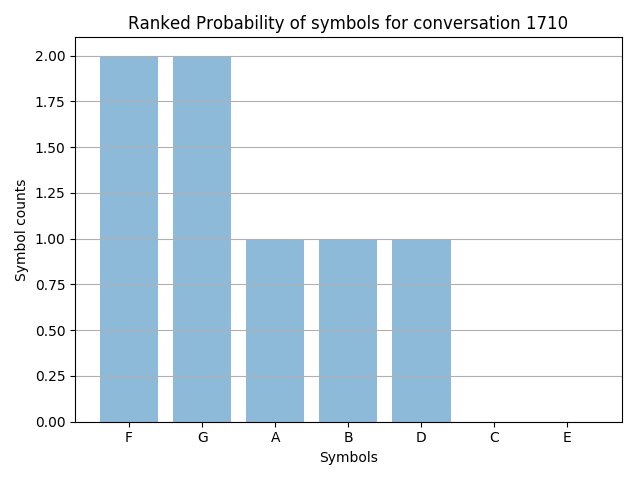 Ranked Probability of symbols for conversation 1710
Symbol counts
2.00
1.75
1.50
1.25
1.00
0.75
0.50
0.25
0.00
F G A B D C E
Symbols